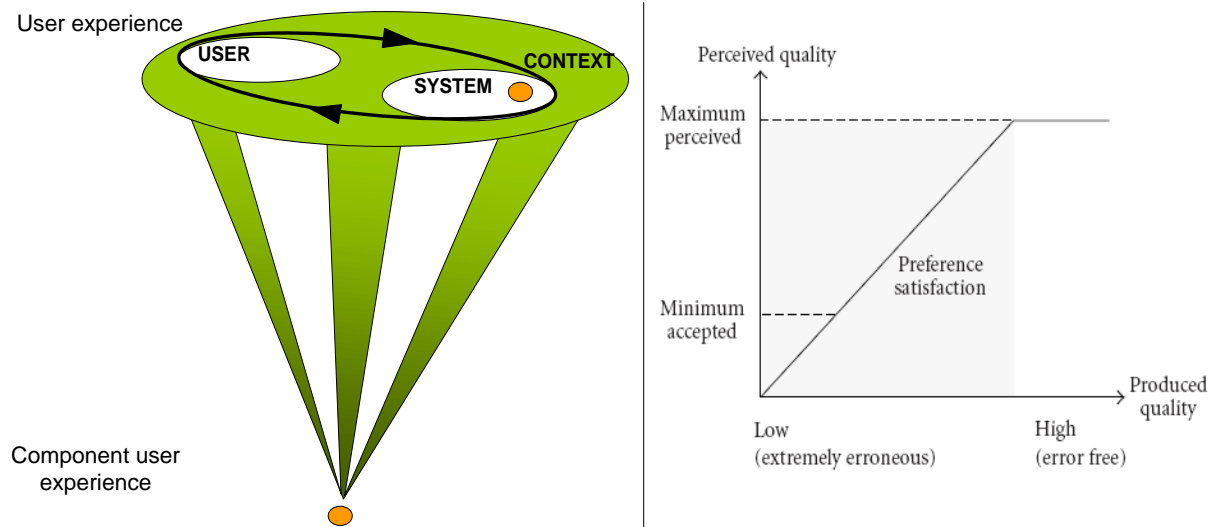 User experience
USER
CONTEXT
SYSTEM
Component user
experience
Perceived quality
Maximum
perceived
Preference
satisfaction
Minimum
accepted
Produced
quality
Low
(extremely erroneous)
High
(error free)